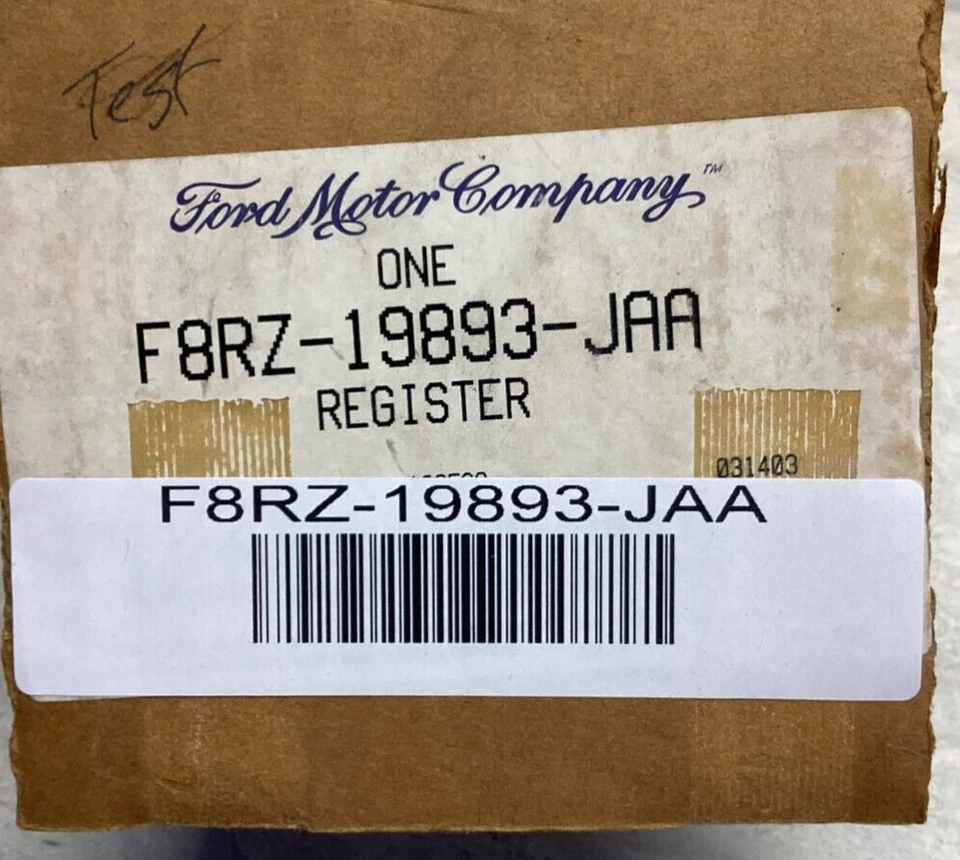 Test
Ford Motor Company™
ONE
F8RZ-19893-JAA
REGISTER
031403
F8RZ-19893-JAA